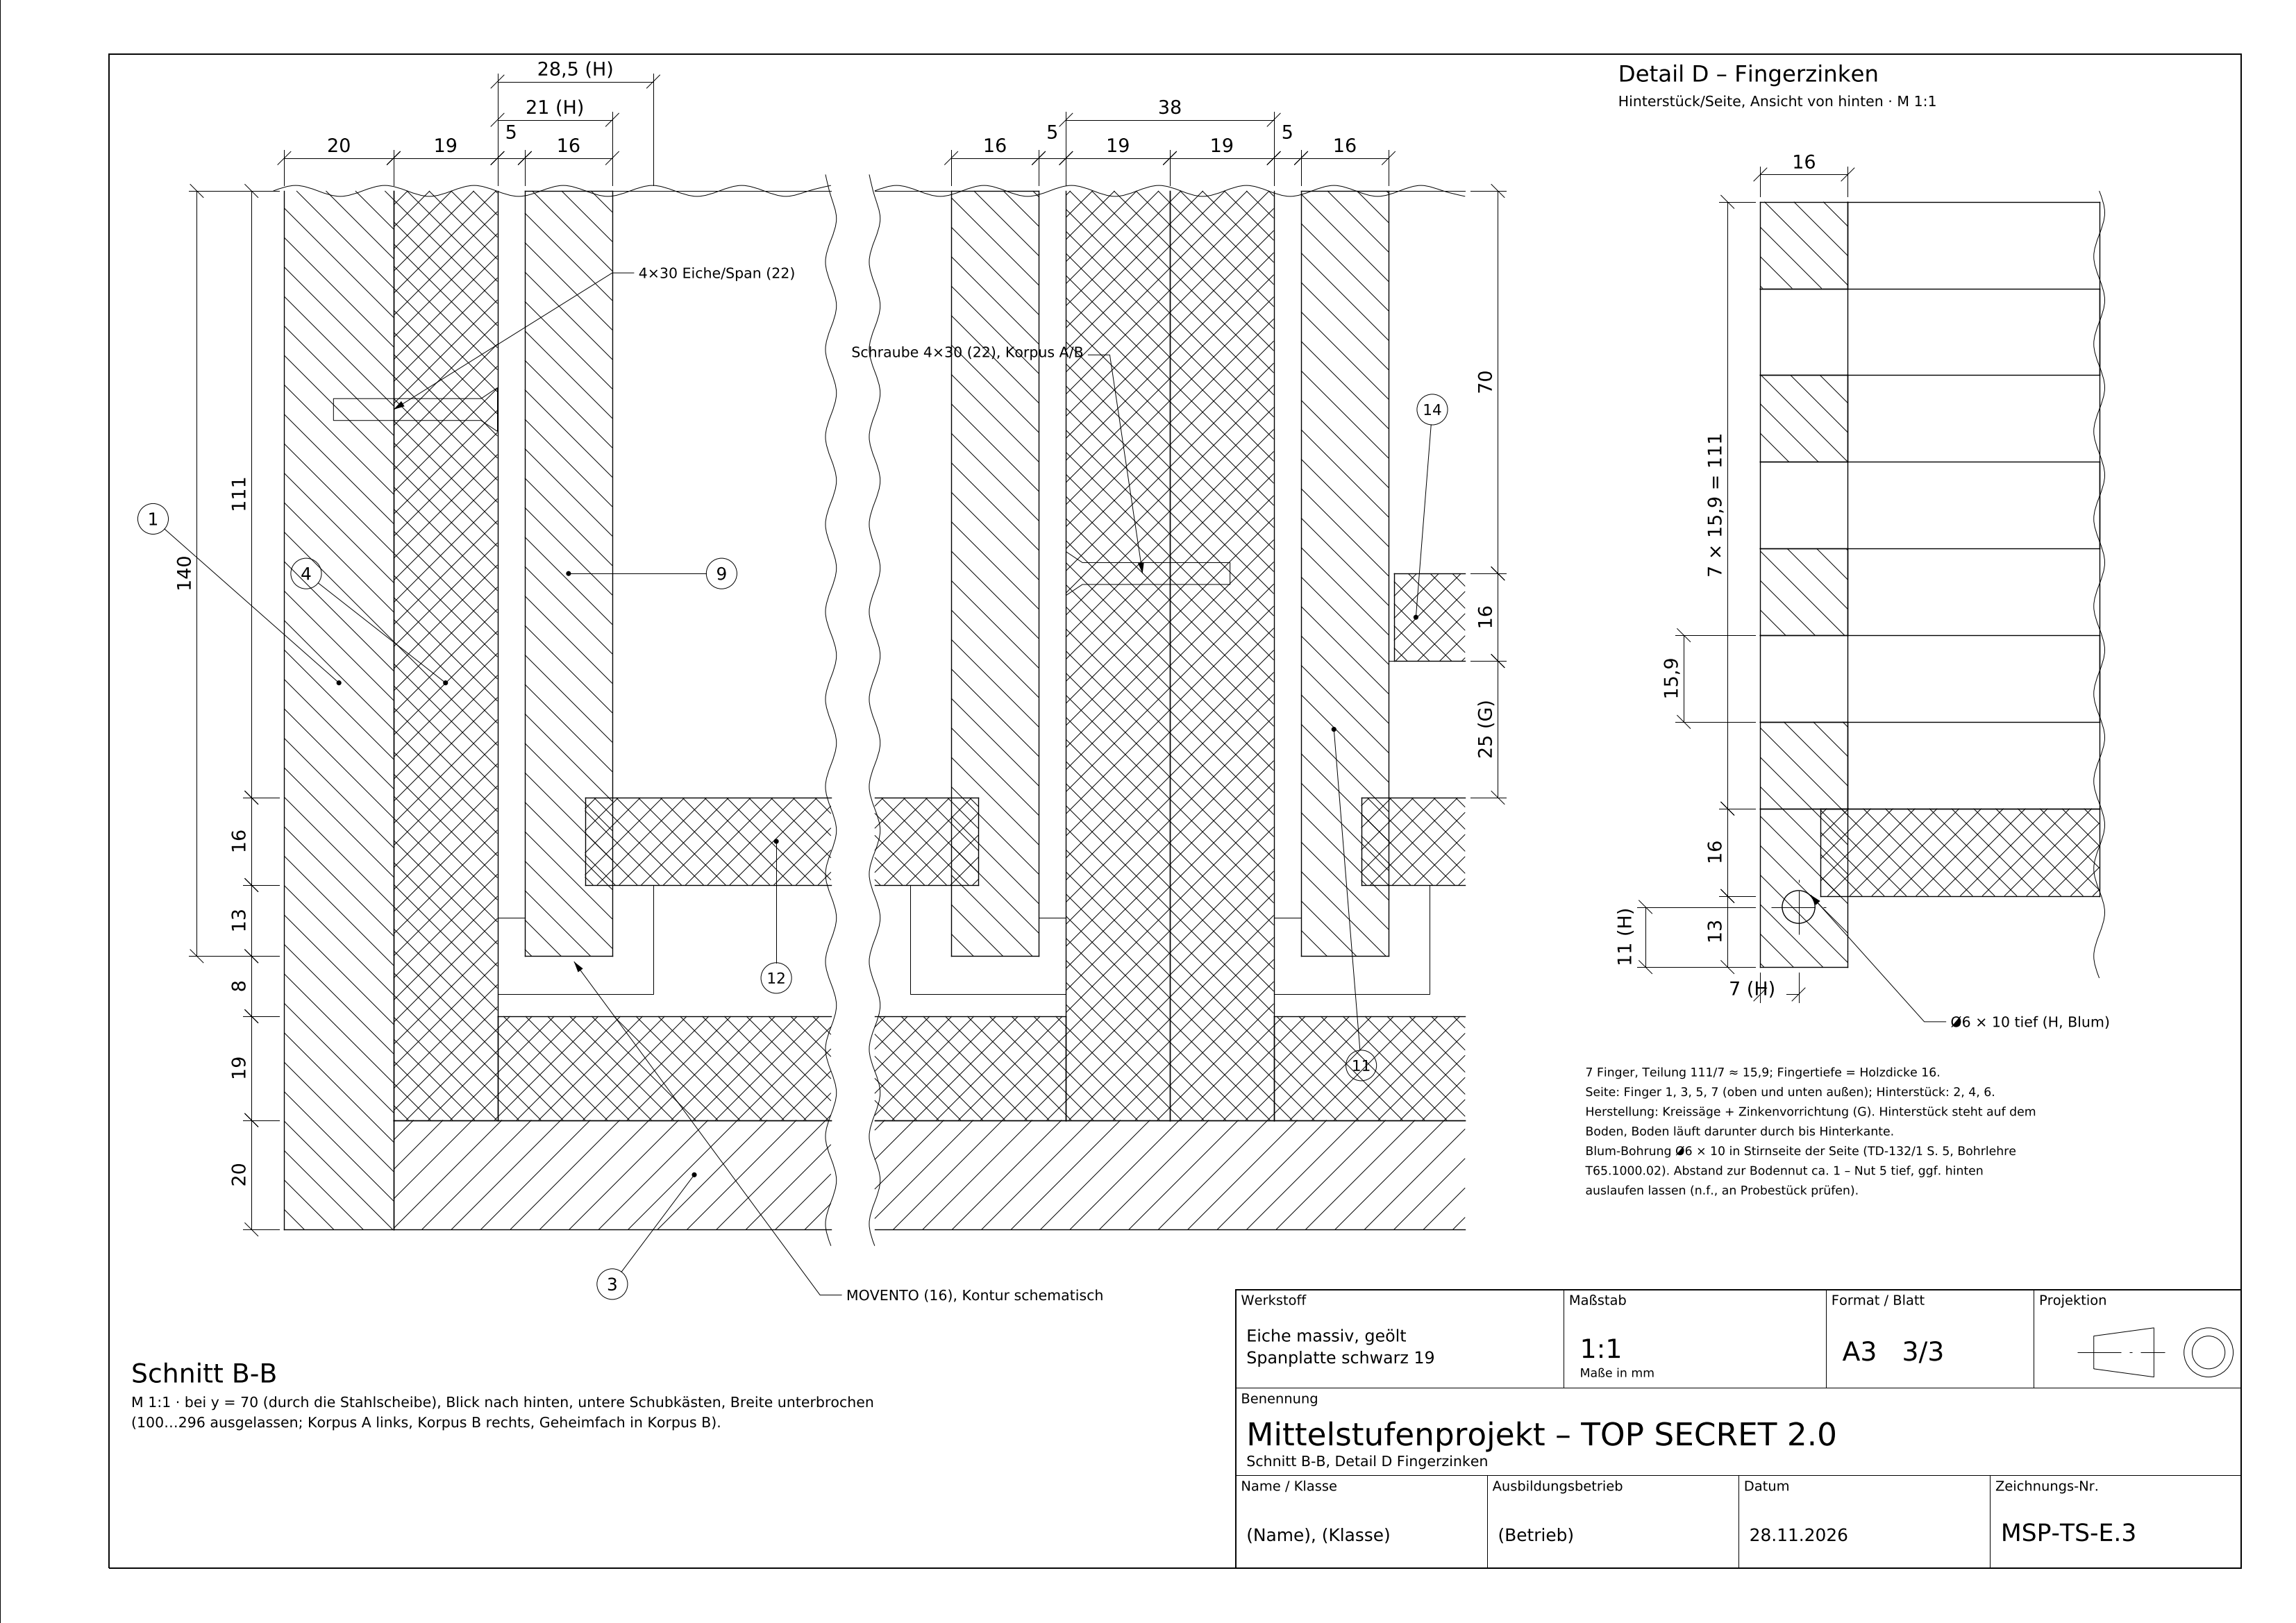 28,5 (H)
21 (H)
5
20
19
16
38
5
5
16
19
19
16
4×30 Eiche/Span (22)
Schraube 4×30 (22), Korpus A/B
111
140
16
13
8
19
20
1
4
9
12
3
14
11
70
16
25 (G)
MOVENTO (16), Kontur schematisch
Detail D – Fingerzinken
Hinterstück/Seite, Ansicht von hinten · M 1:1
16
7 × 15,9 = 111
15,9
16
13
11 (H)
7 (H)
Ø6 × 10 tief (H, Blum)
7 Finger, Teilung 111/7 ≈ 15,9; Fingertiefe = Holzdicke 16.
Seite: Finger 1, 3, 5, 7 (oben und unten außen); Hinterstück: 2, 4, 6.
Herstellung: Kreissäge + Zinkenvorrichtung (G). Hinterstück steht auf dem
Boden, Boden läuft darunter durch bis Hinterkante.
Blum-Bohrung Ø6 × 10 in Stirnseite der Seite (TD-132/1 S. 5, Bohrlehre
T65.1000.02). Abstand zur Bodennut ca. 1 – Nut 5 tief, ggf. hinten
auslaufen lassen (n.f., an Probestück prüfen).
Schnitt B-B
M 1:1 · bei y = 70 (durch die Stahlscheibe), Blick nach hinten, untere Schubkästen, Breite unterbrochen
(100…296 ausgelassen; Korpus A links, Korpus B rechts, Geheimfach in Korpus B).
Werkstoff
Eiche massiv, geölt
Spanplatte schwarz 19
Maßstab
1:1
Maße in mm
Format / Blatt
A3 3/3
Projektion
Benennung
Mittelstufenprojekt – TOP SECRET 2.0
Schnitt B-B, Detail D Fingerzinken
Name / Klasse
(Name), (Klasse)
Ausbildungsbetrieb
(Betrieb)
Datum
28.11.2026
Zeichnungs-Nr.
MSP-TS-E.3